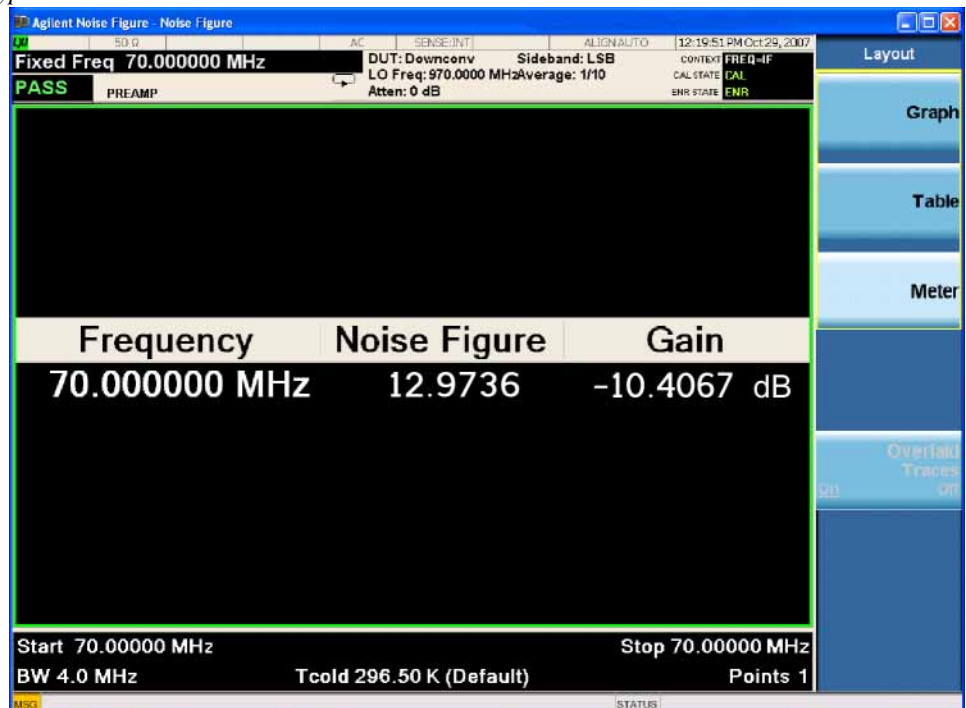 Agilent Noise Figure - Noise Figure
50 Ω AC SENSE:INT ALIGNAUTO 12:19:51 PM Oct 29, 2007
Fixed Freq 70.000000 MHz
DUT: Downconv Sideband: LSB
CONTEXT FREQ=IF
LO Freq: 970.0000 MHz Average: 1/10
CAL STATE CAL
PASS PREAMP
Atten: 0 dB
ENR STATE ENR
Layout
Graph
Table
Meter
Frequency Noise Figure Gain
70.000000 MHz 12.9736 -10.4067 dB
Overlaid
Traces
On Off
Start 70.00000 MHz Stop 70.00000 MHz
BW 4.0 MHz Tcold 296.50 K (Default) Points 1
MSG STATUS